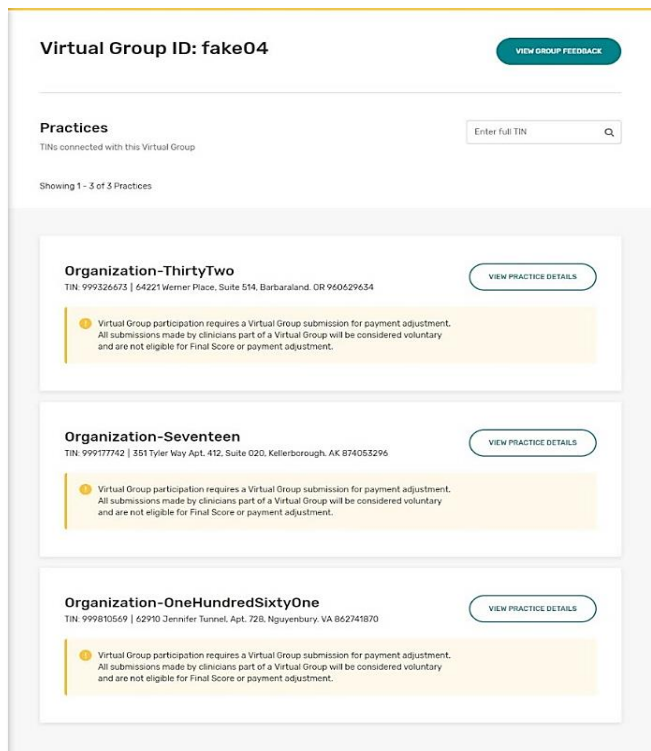 Virtual Group ID: fake04
VIEW GROUP FEEDBACK
Practices
TINs connected with this Virtual Group
Enter full TIN
Showing 1 - 3 of 3 Practices
Organization-ThirtyTwo
TIN: 999326673 | 64221 Werner Place, Suite 514, Barbaraland. OR 960629634
VIEW PRACTICE DETAILS
Virtual Group participation requires a Virtual Group submission for payment adjustment.
All submissions made by clinicians part of a Virtual Group will be considered voluntary
and are not eligible for Final Score or payment adjustment.
Organization-Seventeen
TIN: 999177742 | 351 Tyler Way Apt. 412, Suite 020, Kellerborough. AK 874053296
VIEW PRACTICE DETAILS
Virtual Group participation requires a Virtual Group submission for payment adjustment.
All submissions made by clinicians part of a Virtual Group will be considered voluntary
and are not eligible for Final Score or payment adjustment.
Organization-OneHundredSixtyOne
TIN: 999810569 | 62910 Jennifer Tunnel, Apt. 728, Nguyenbury. VA 862741870
VIEW PRACTICE DETAILS
Virtual Group participation requires a Virtual Group submission for payment adjustment.
All submissions made by clinicians part of a Virtual Group will be considered voluntary
and are not eligible for Final Score or payment adjustment.